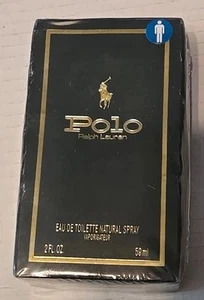 Polo
Ralph Lauren
EAU DE TOILETTE NATURAL SPRAY
VAPORISATEUR
2 FL. OZ. 59 ml